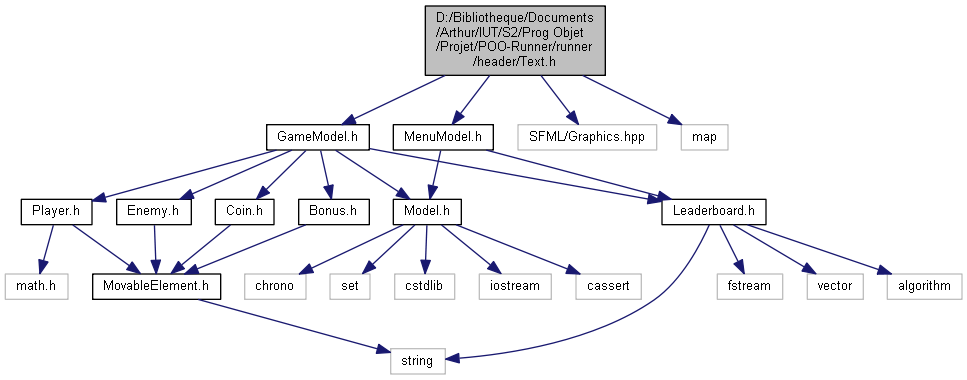 D:/Bibliotheque/Documents
/Arthur/IUT/S2/Prog Objet
/Projet/POO-Runner/runner
/header/Text.h
GameModel.h
MenuModel.h
SFML/Graphics.hpp
map
Player.h
Enemy.h
Coin.h
Bonus.h
Model.h
Leaderboard.h
math.h
MovableElement.h
chrono
set
cstdlib
iostream
cassert
fstream
vector
algorithm
string